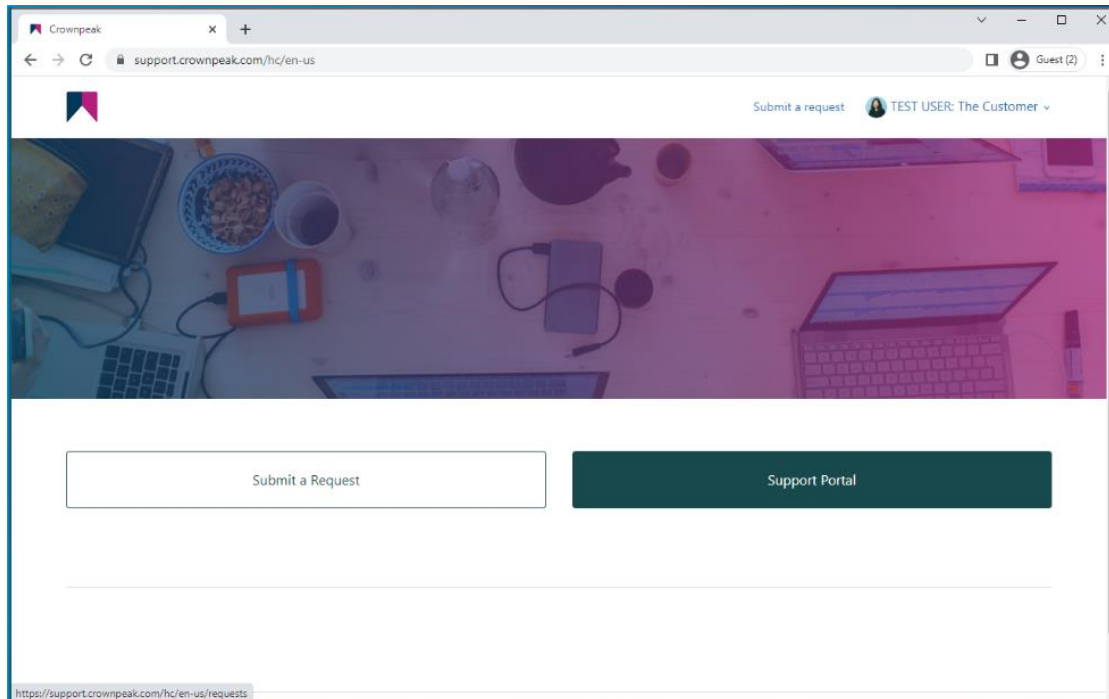 Crownpeak
support.crownpeak.com/hc/en-us
Guest (2)
Submit a request
TEST USER: The Customer
Submit a Request
Support Portal
https://support.crownpeak.com/hc/en-us/requests